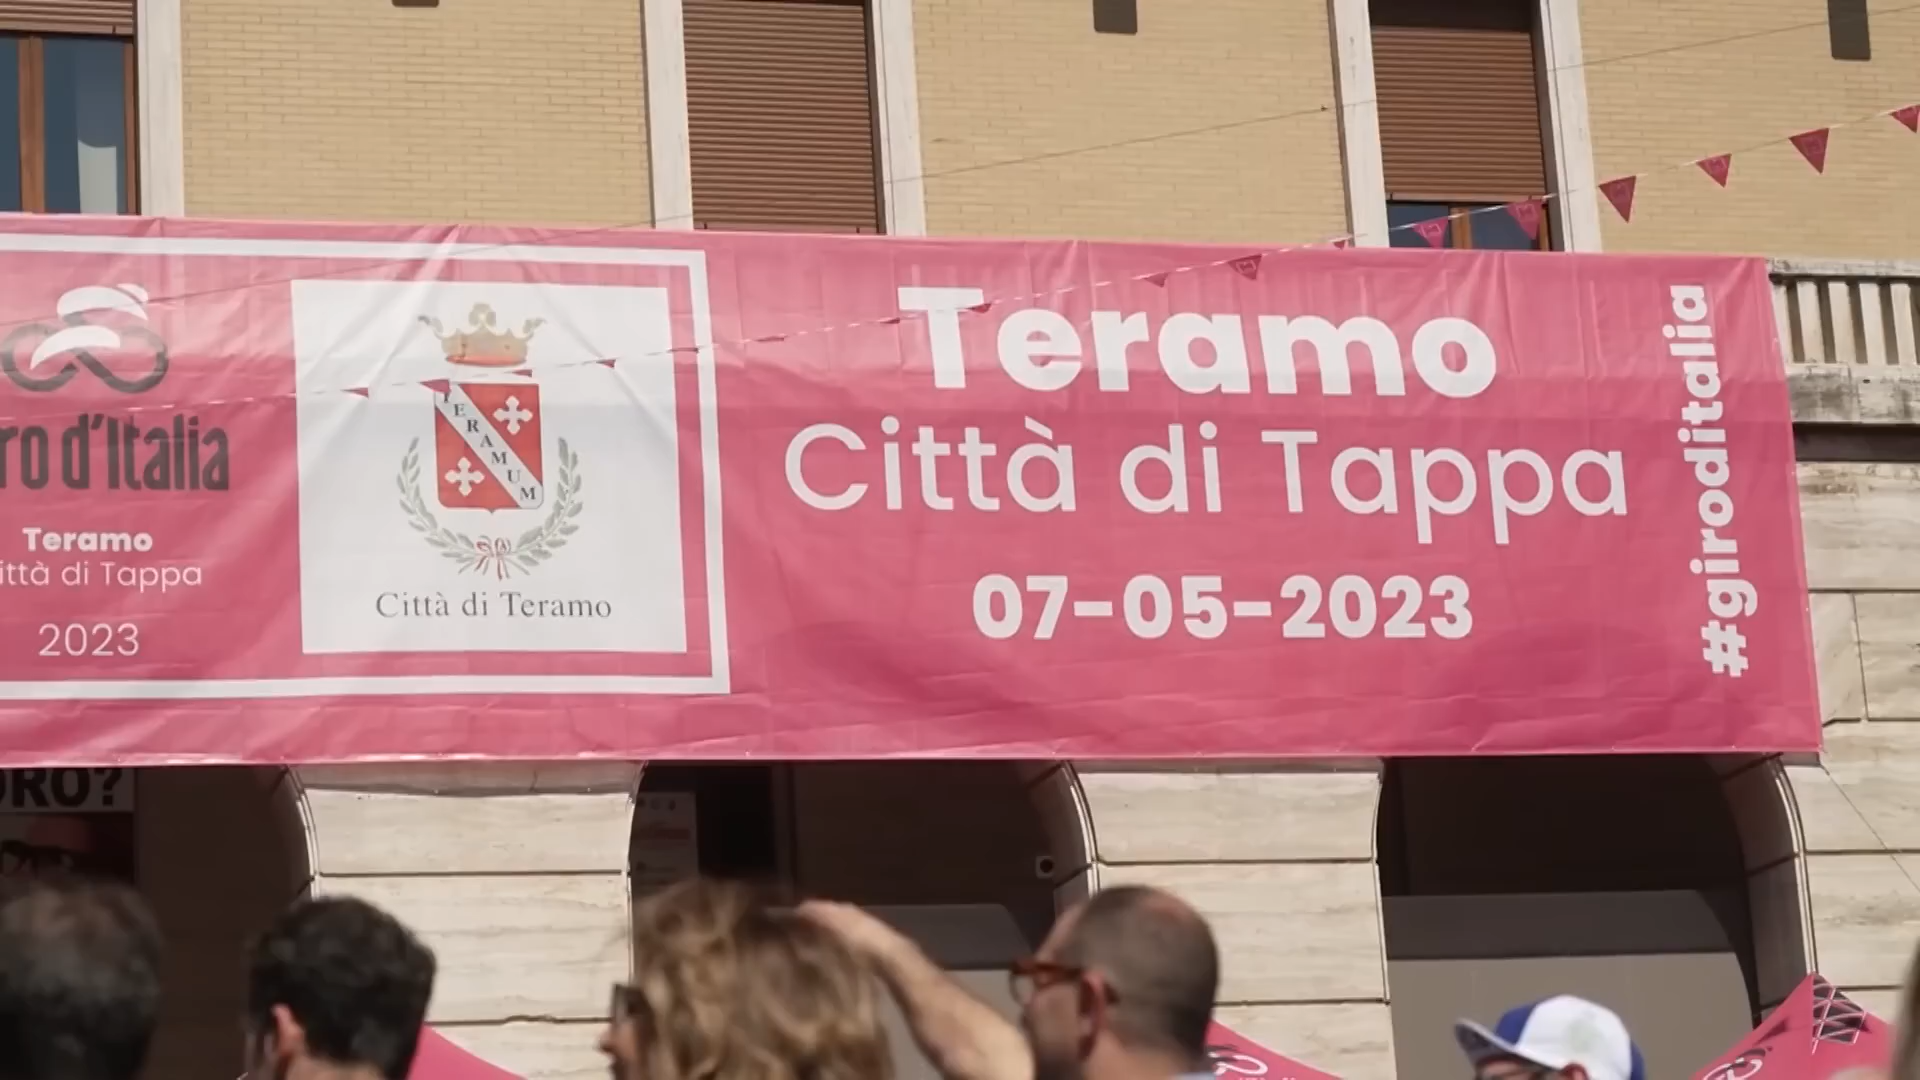 ro d'Italia
Teramo
ittà di Tappa
2023
TERAMUM
Città di Teramo
Teramo
Città di Tappa
07-05-2023
#giroditalia
ORO?